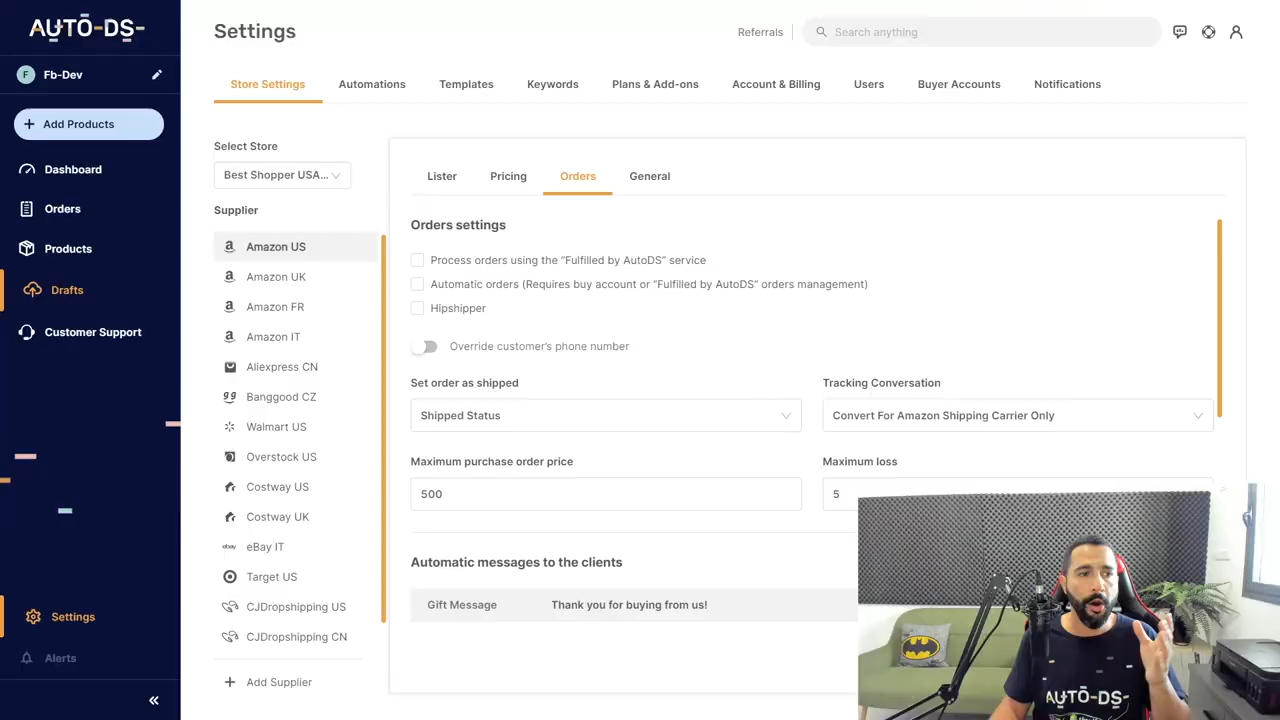 AUTO-DS-
F Fb-Dev
Add Products
Dashboard
Orders
Products
Drafts
Customer Support
Settings
Alerts
Settings
Referrals
Search anything
Store Settings
Automations
Templates
Keywords
Plans & Add-ons
Account & Billing
Users
Buyer Accounts
Notifications
Select Store
Best Shopper USA...
Supplier
Amazon US
Amazon UK
Amazon FR
Amazon IT
Aliexpress CN
Banggood CZ
Walmart US
Overstock US
Costway US
Costway UK
ebay eBay IT
Target US
CJDropshipping US
CJDropshipping CN
Add Supplier
Lister
Pricing
Orders
General
Orders settings
Process orders using the “Fulfilled by AutoDS” service
Automatic orders (Requires buy account or “Fulfilled by AutoDS” orders management)
Hipshipper
Override customer's phone number
Set order as shipped
Shipped Status
Tracking Conversation
Convert For Amazon Shipping Carrier Only
Maximum purchase order price
500
Maximum loss
5
Automatic messages to the clients
Gift Message
Thank you for buying from us!
AUTO-DS-